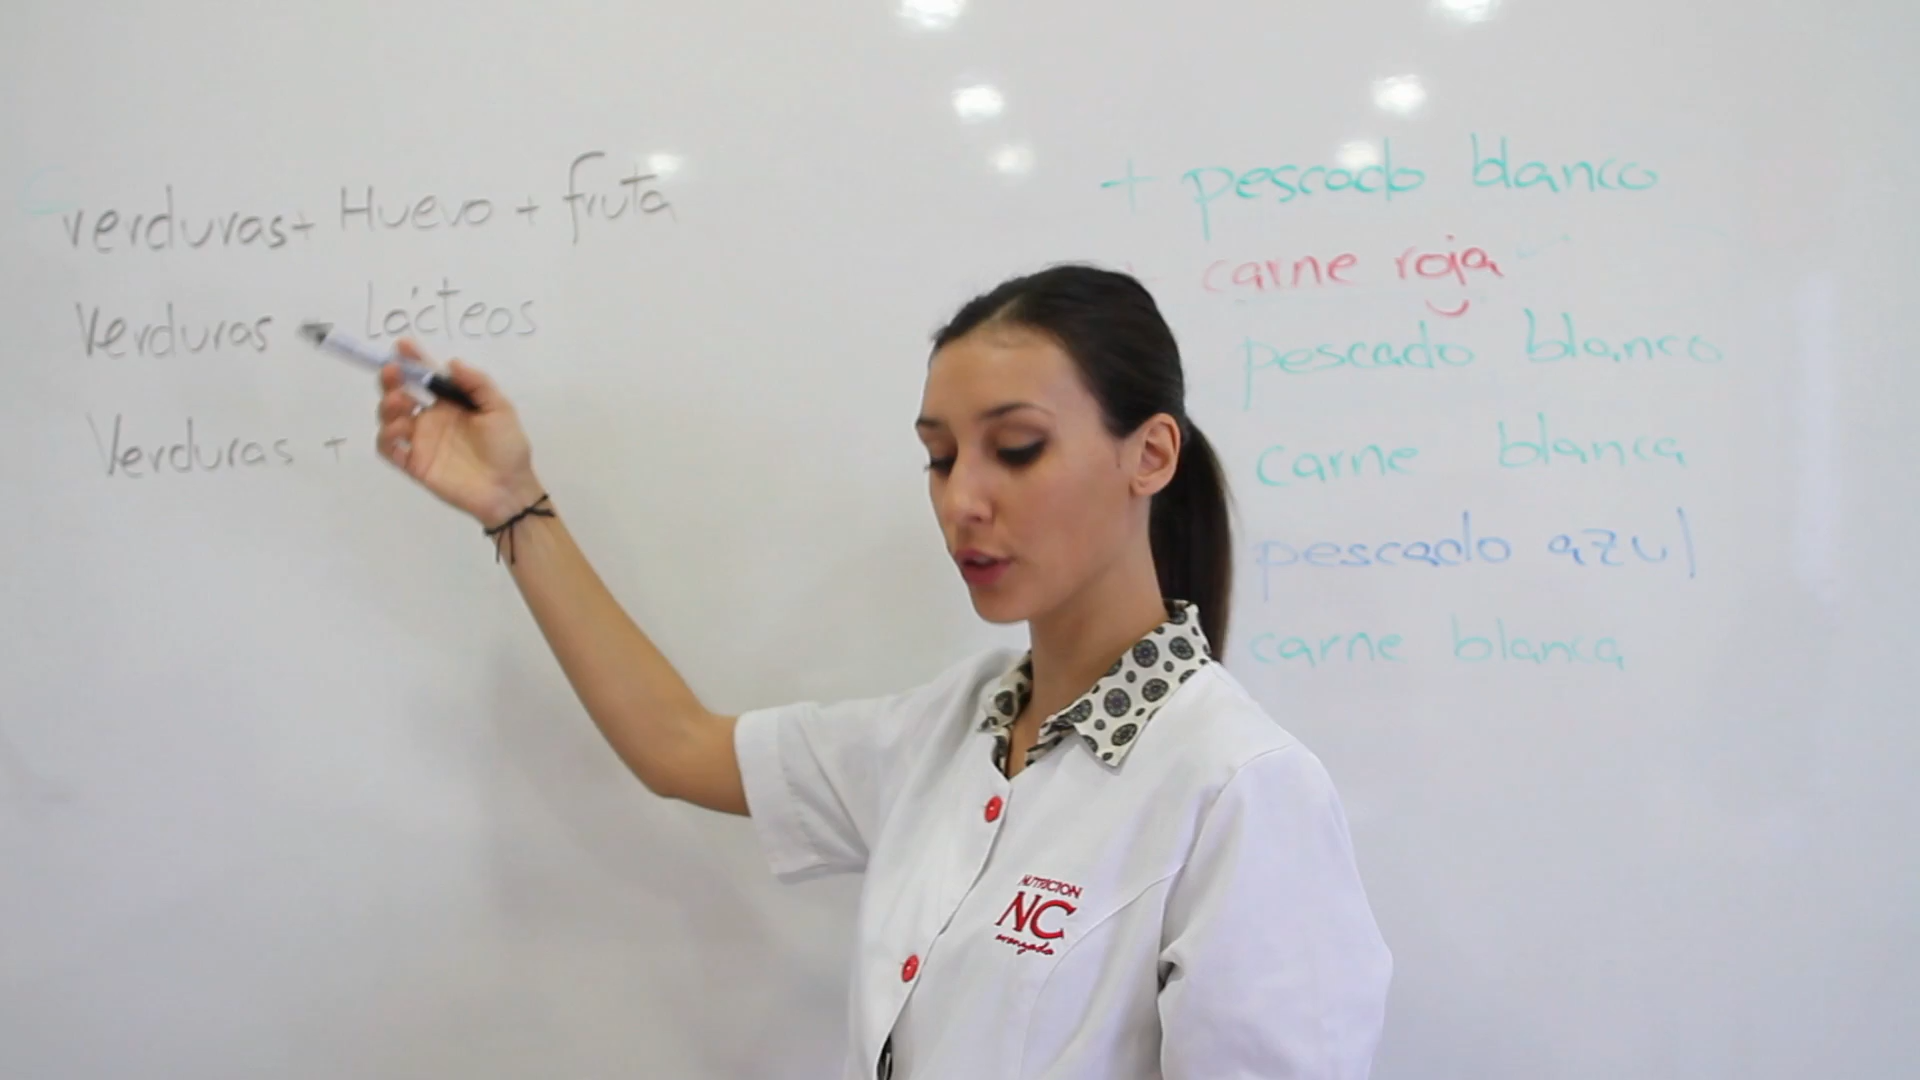 verduras + Huevo + fruta
Verduras Lácteos
Verduras +
+ pescado blanco
+ carne roja
pescado blanco
carne blanca
pescado azul
carne blanca
NUTRICION
NC
avanzada